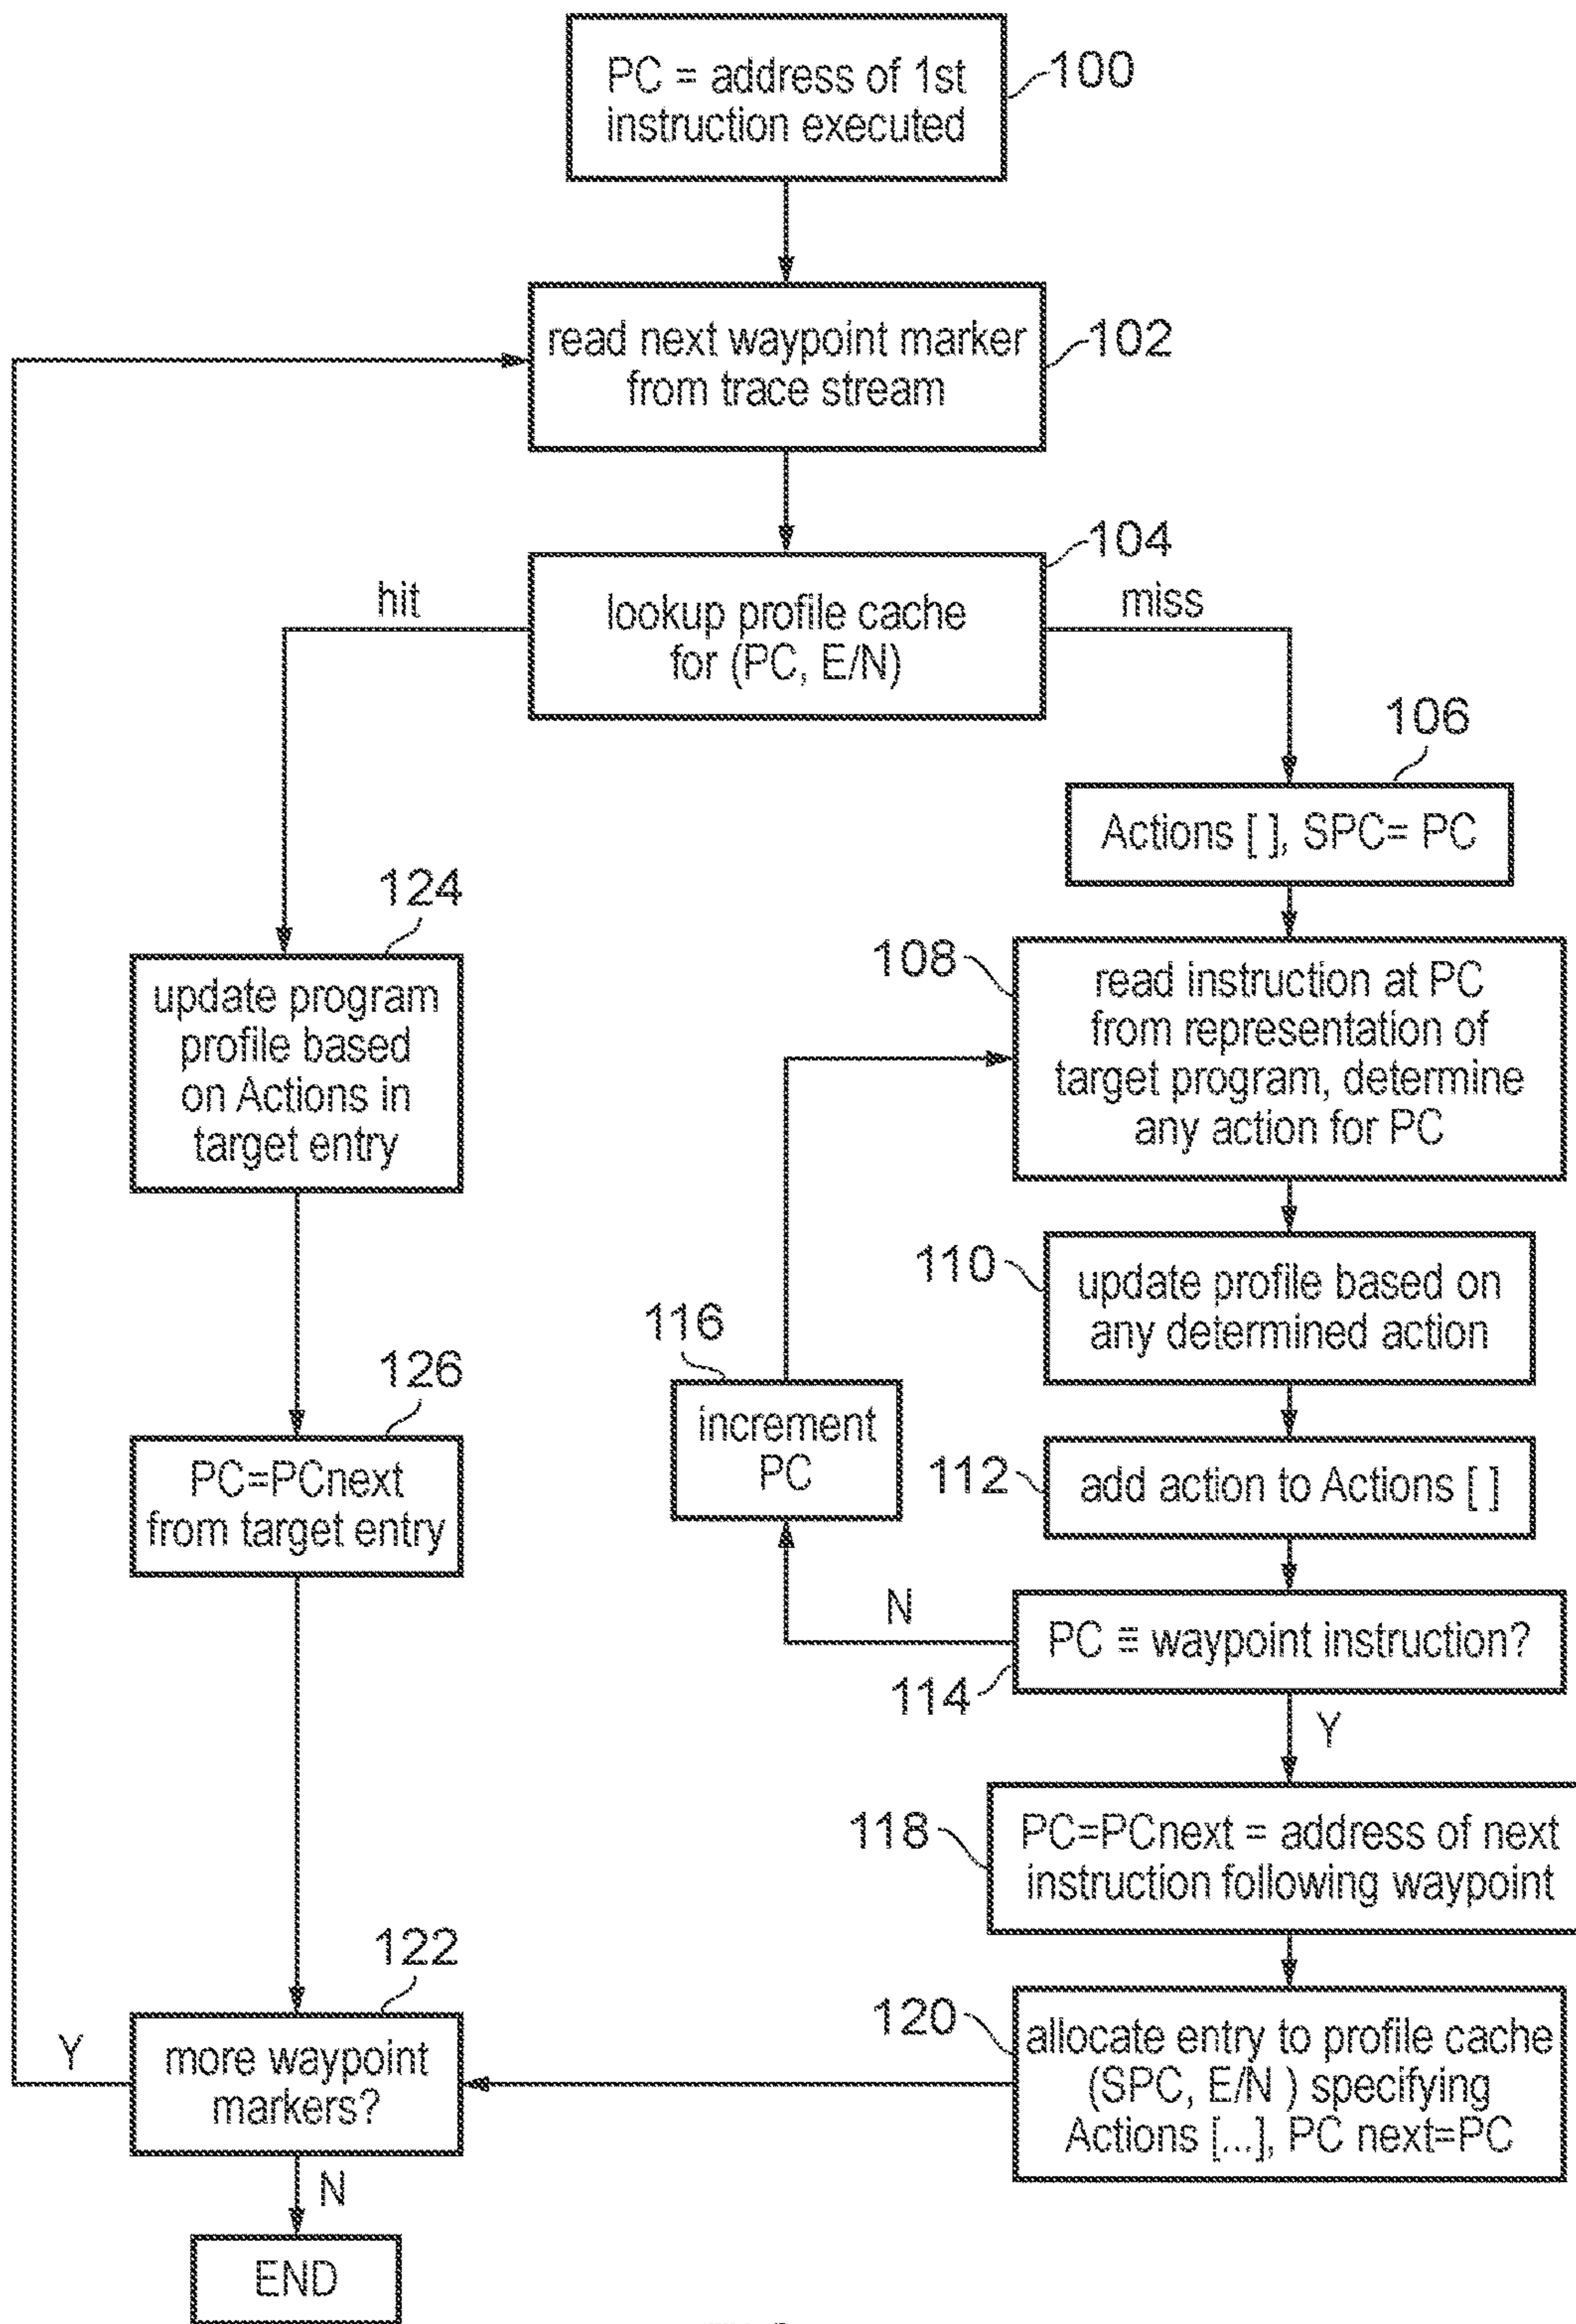 PC = address of 1st
instruction executed
100
read next waypoint marker
from trace stream
102
104
hit
lookup profile cache
for (PC, E/N)
miss
106
Actions [ ], SPC= PC
124
update program
profile based
on Actions in
target entry
108
read instruction at PC
from representation of
target program, determine
any action for PC
110
update profile based on
any determined action
116
increment
PC
126
PC=PCnext
from target entry
112
add action to Actions [ ]
N
PC ≡ waypoint instruction?
114
Y
118
PC=PCnext = address of next
instruction following waypoint
122
more waypoint
markers?
Y
120
allocate entry to profile cache
(SPC, E/N ) specifying
Actions [...], PC next=PC
N
END